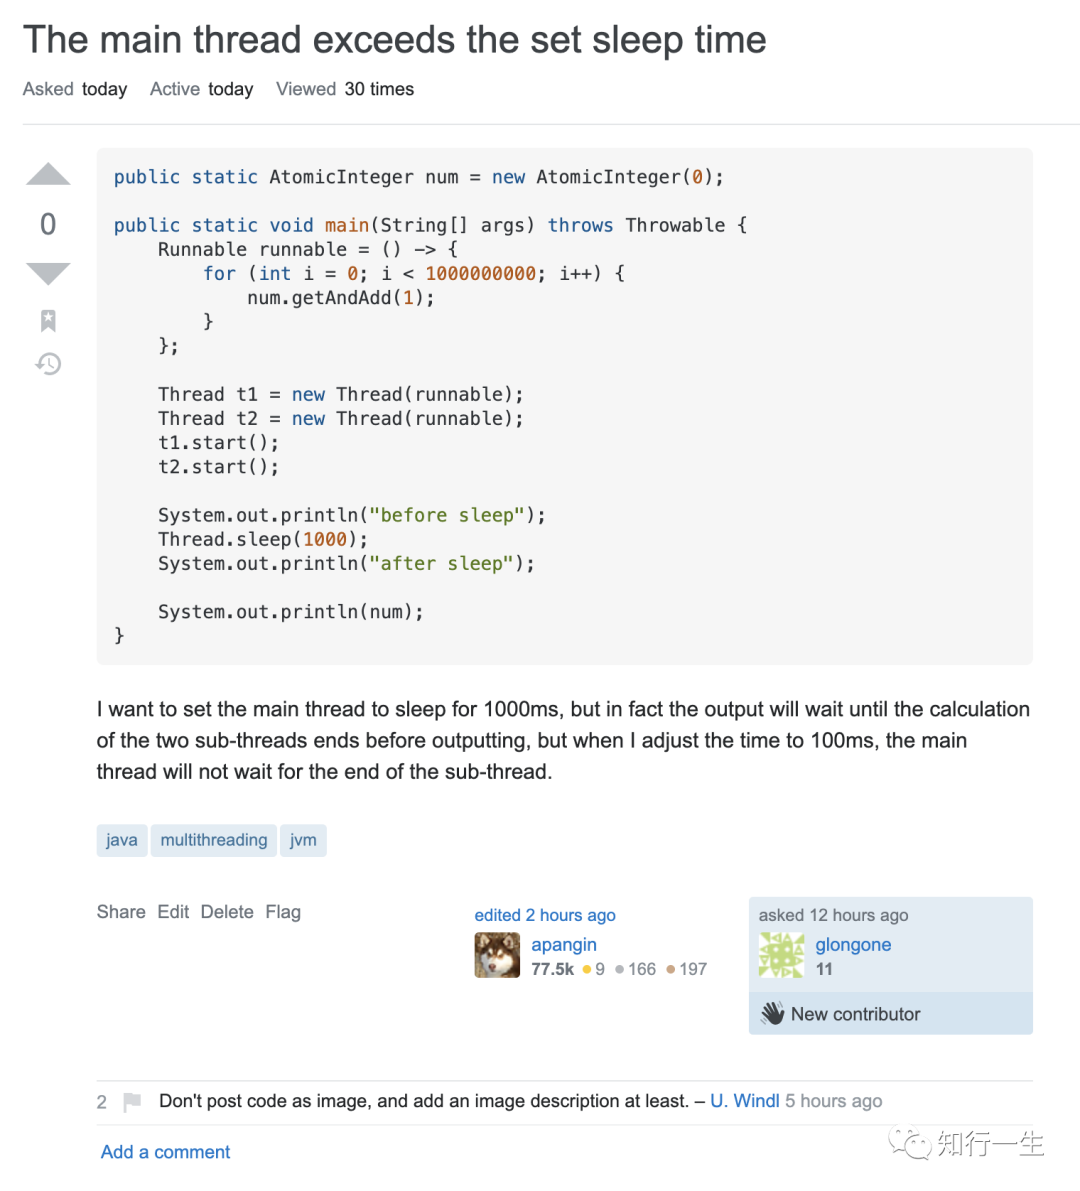 The main thread exceeds the set sleep time
Asked today Active today Viewed 30 times
0
public static AtomicInteger num = new AtomicInteger(0);
public static void main(String[] args) throws Throwable {
    Runnable runnable = () -> {
        for (int i = 0; i < 1000000000; i++) {
            num.getAndAdd(1);
        }
    };
    Thread t1 = new Thread(runnable);
    Thread t2 = new Thread(runnable);
    t1.start();
    t2.start();
    System.out.println("before sleep");
    Thread.sleep(1000);
    System.out.println("after sleep");
    System.out.println(num);
}
I want to set the main thread to sleep for 1000ms, but in fact the output will wait until the calculation
of the two sub-threads ends before outputting, but when I adjust the time to 100ms, the main
thread will not wait for the end of the sub-thread.
java multithreading jvm
Share Edit Delete Flag
edited 2 hours ago
apangin
77.5k 9 166 197
asked 12 hours ago
glongone
11
New contributor
2 Don't post code as image, and add an image description at least. – U. Windl 5 hours ago
Add a comment
知行一生